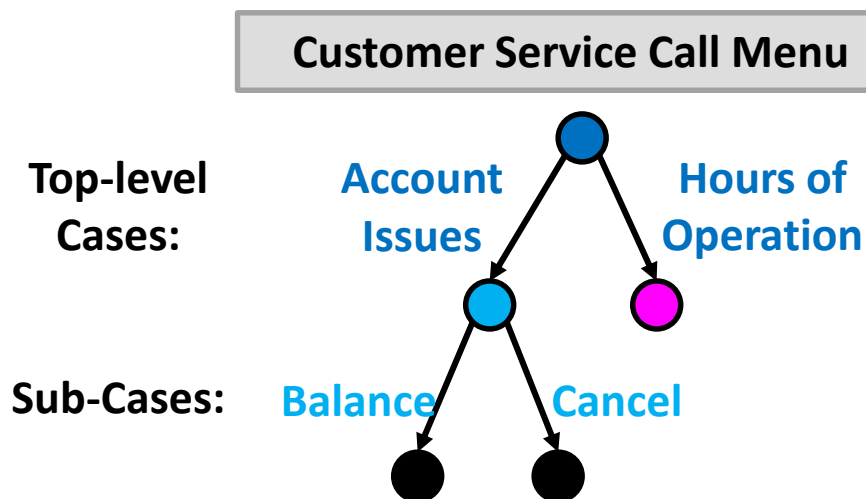 Customer Service Call Menu
Top-level
Cases:
Account
Issues
Hours of
Operation
Sub-Cases:
Balance
Cancel